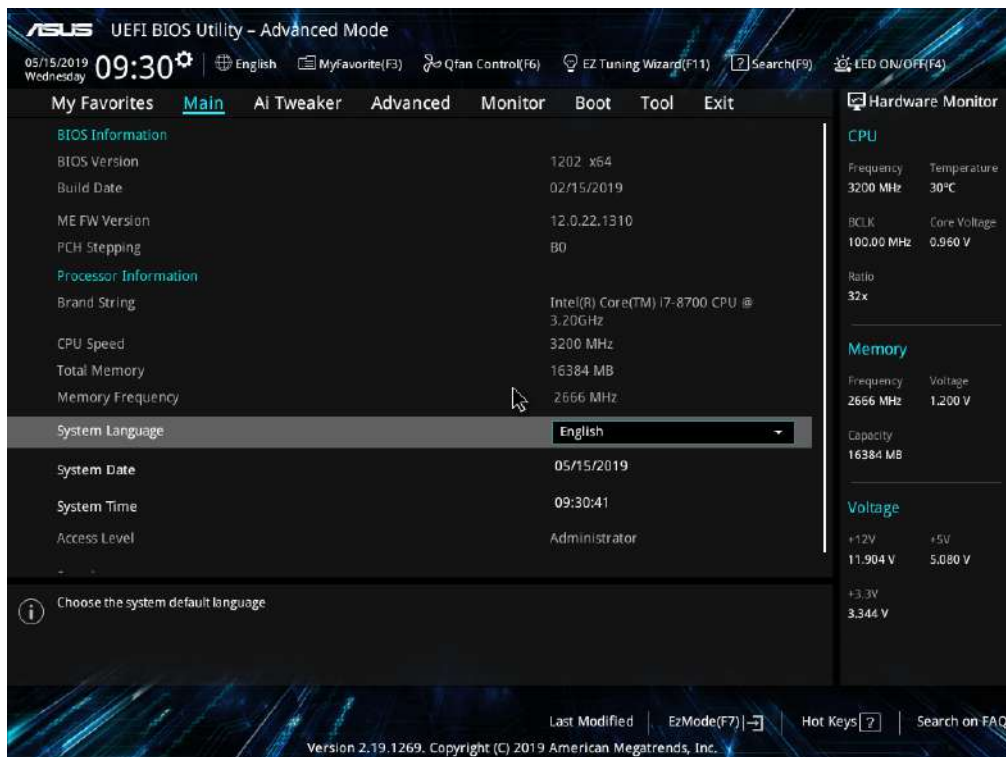 ASUS UEFI BIOS Utility – Advanced Mode
05/15/2019
Wednesday
09:30
English MyFavorite(F3) Qfan Control(F6) EZ Tuning Wizard(F11) ? Search(F9) LED ON/OFF(F4)
My Favorites Main Ai Tweaker Advanced Monitor Boot Tool Exit
BIOS Information
BIOS Version 1202 x64
Build Date 02/15/2019
ME FW Version 12.0.22.1310
PCH Stepping B0
Processor Information
Brand String Intel(R) Core(TM) i7-8700 CPU @
3.20GHz
CPU Speed 3200 MHz
Total Memory 16384 MB
Memory Frequency 2666 MHz
System Language English
System Date 05/15/2019
System Time 09:30:41
Access Level Administrator
Choose the system default language
Hardware Monitor
CPU
Frequency Temperature
3200 MHz 30°C
BCLK Core Voltage
100.00 MHz 0.960 V
Ratio
32x
Memory
Frequency Voltage
2666 MHz 1.200 V
Capacity
16384 MB
Voltage
+12V +5V
11.904 V 5.080 V
+3.3V
3.344 V
Last Modified EzMode(F7) Hot Keys ? Search on FAQ
Version 2.19.1269. Copyright (C) 2019 American Megatrends, Inc.